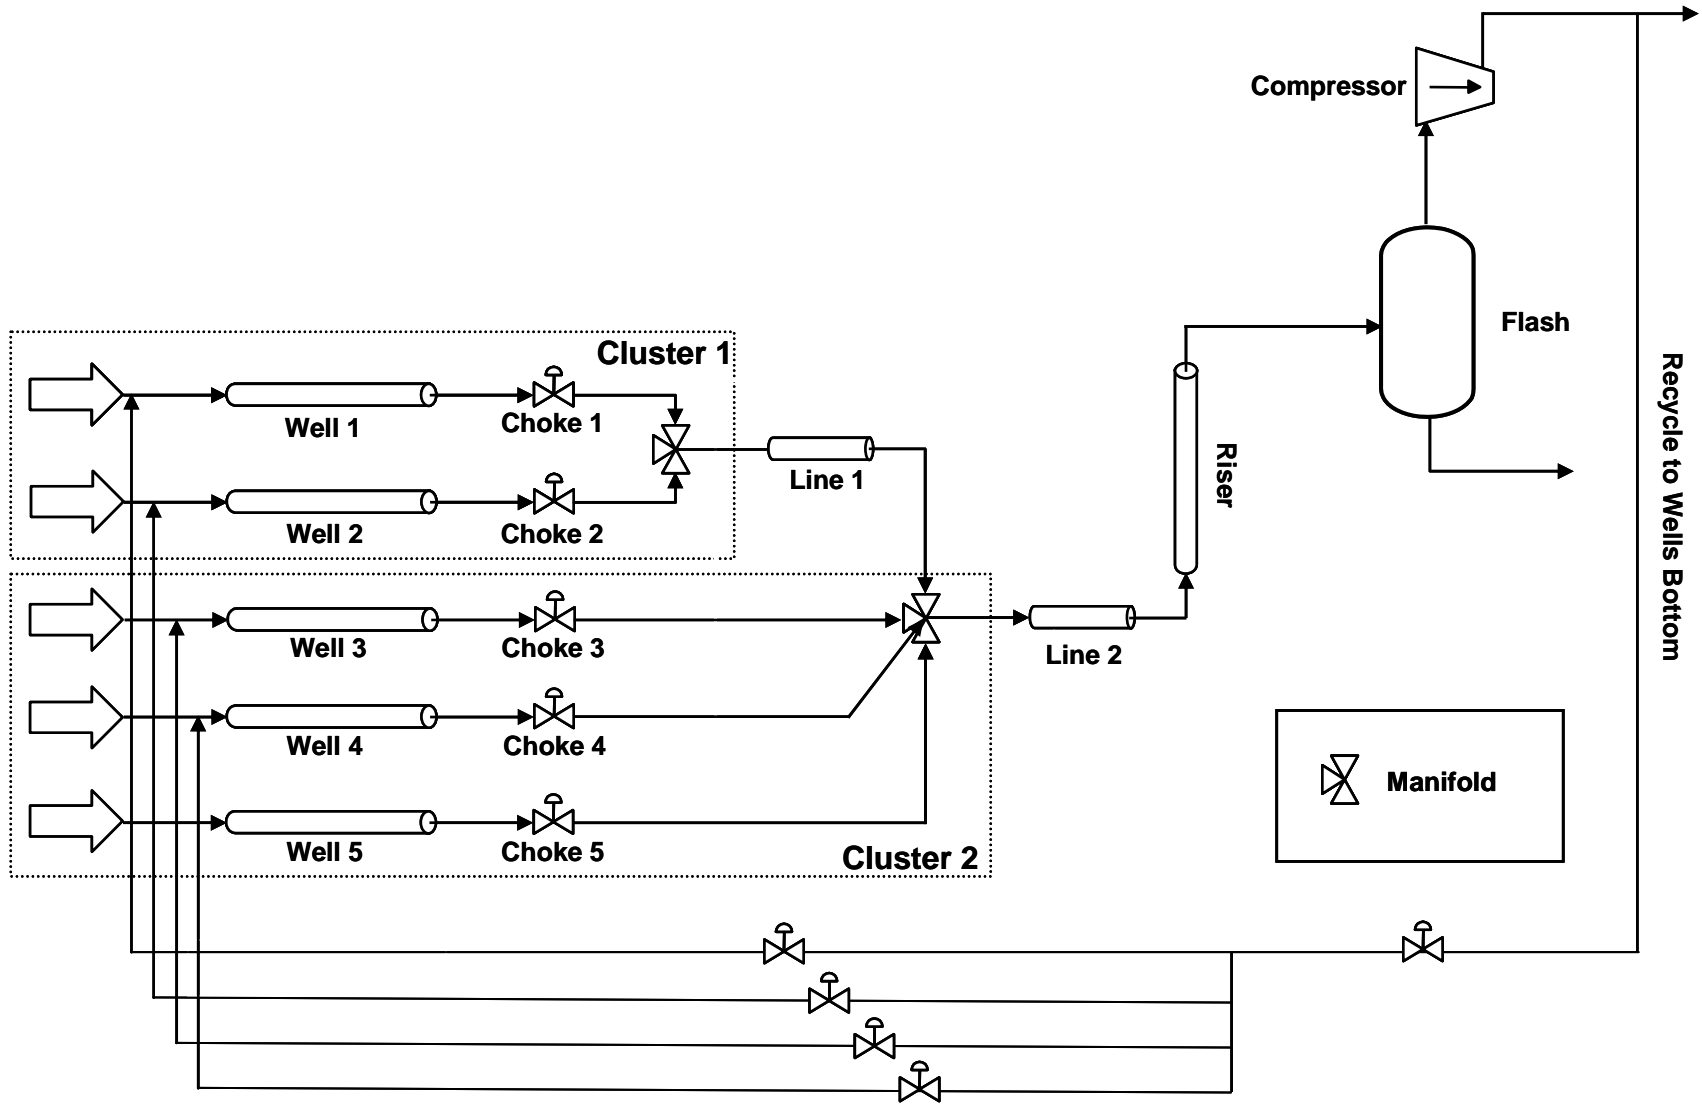 Compressor
Flash
Recycle to Wells Bottom
Cluster 1
Well 1
Choke 1
Line 1
Riser
Well 2
Choke 2
Well 3
Choke 3
Line 2
Well 4
Choke 4
Manifold
Well 5
Choke 5
Cluster 2